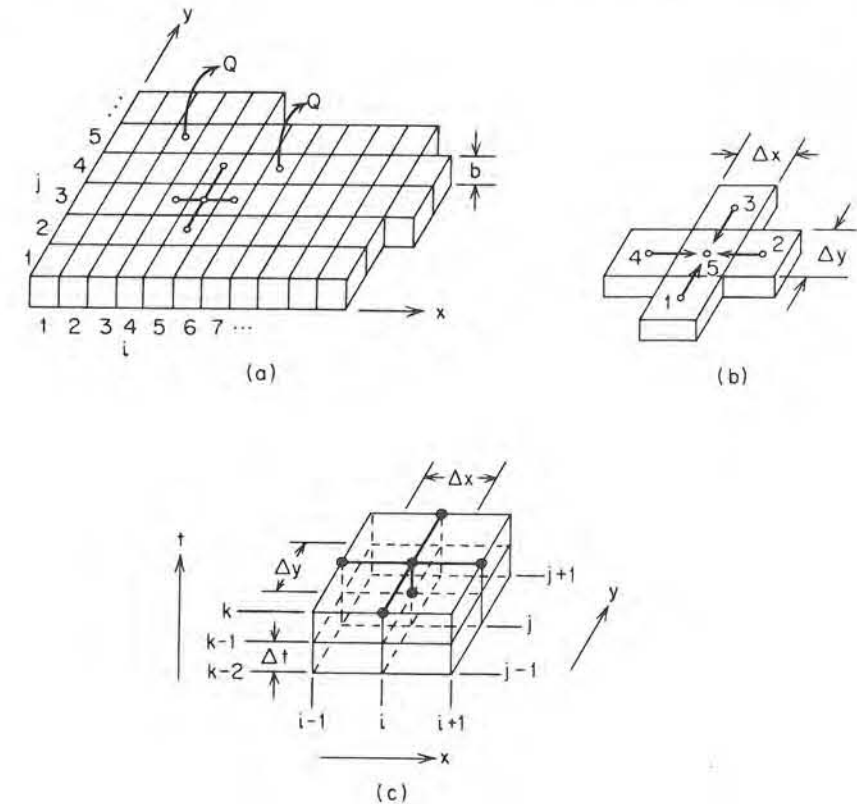 y
Q
Q
⋮
5
4
j
3
2
1
b
x
1 2 3 4 5 6 7 ...
i
(a)
Δx
3
4
2
5
1
Δy
(b)
Δx
t
Δy
j+1
y
k
j
k-1
Δt
k-2
j-1
i-1
i
i+1
x
(c)